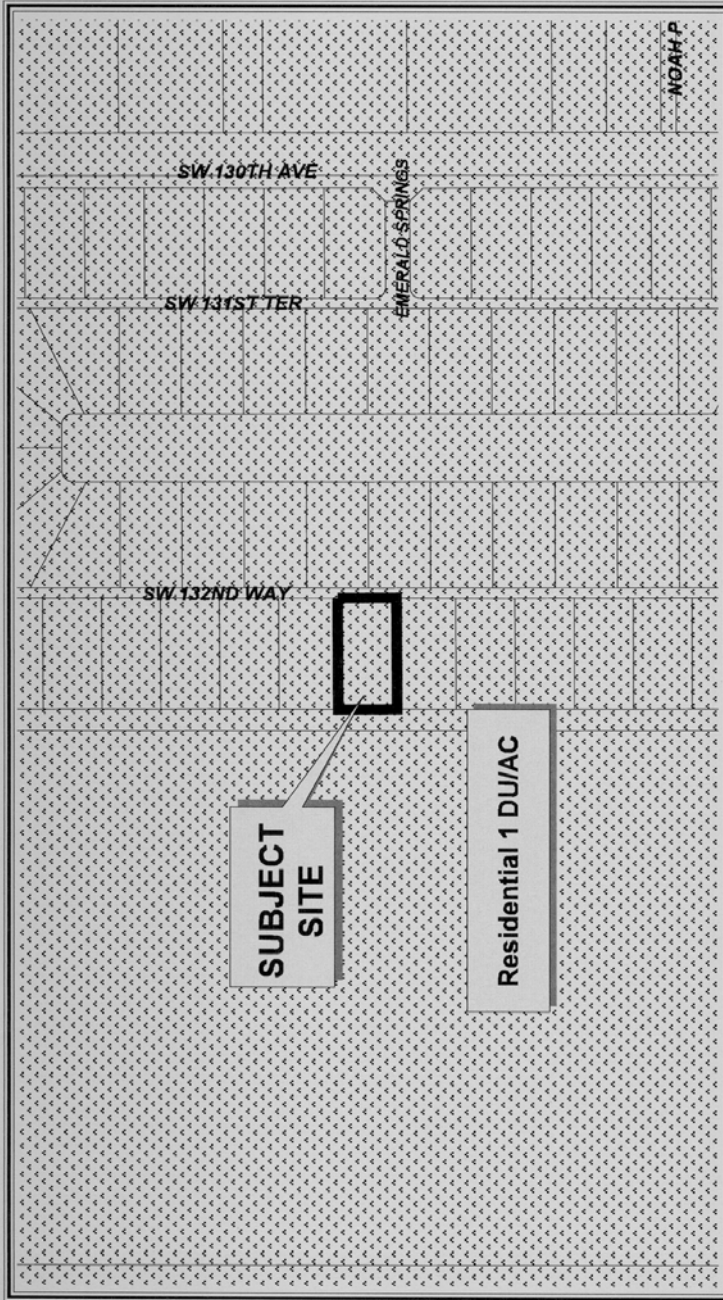 NOAH P
SW 130TH AVE
EMERALD SPRINGS
SW 131ST TER
SW 132ND WAY
SUBJECT
SITE
Residential 1 DU/AC